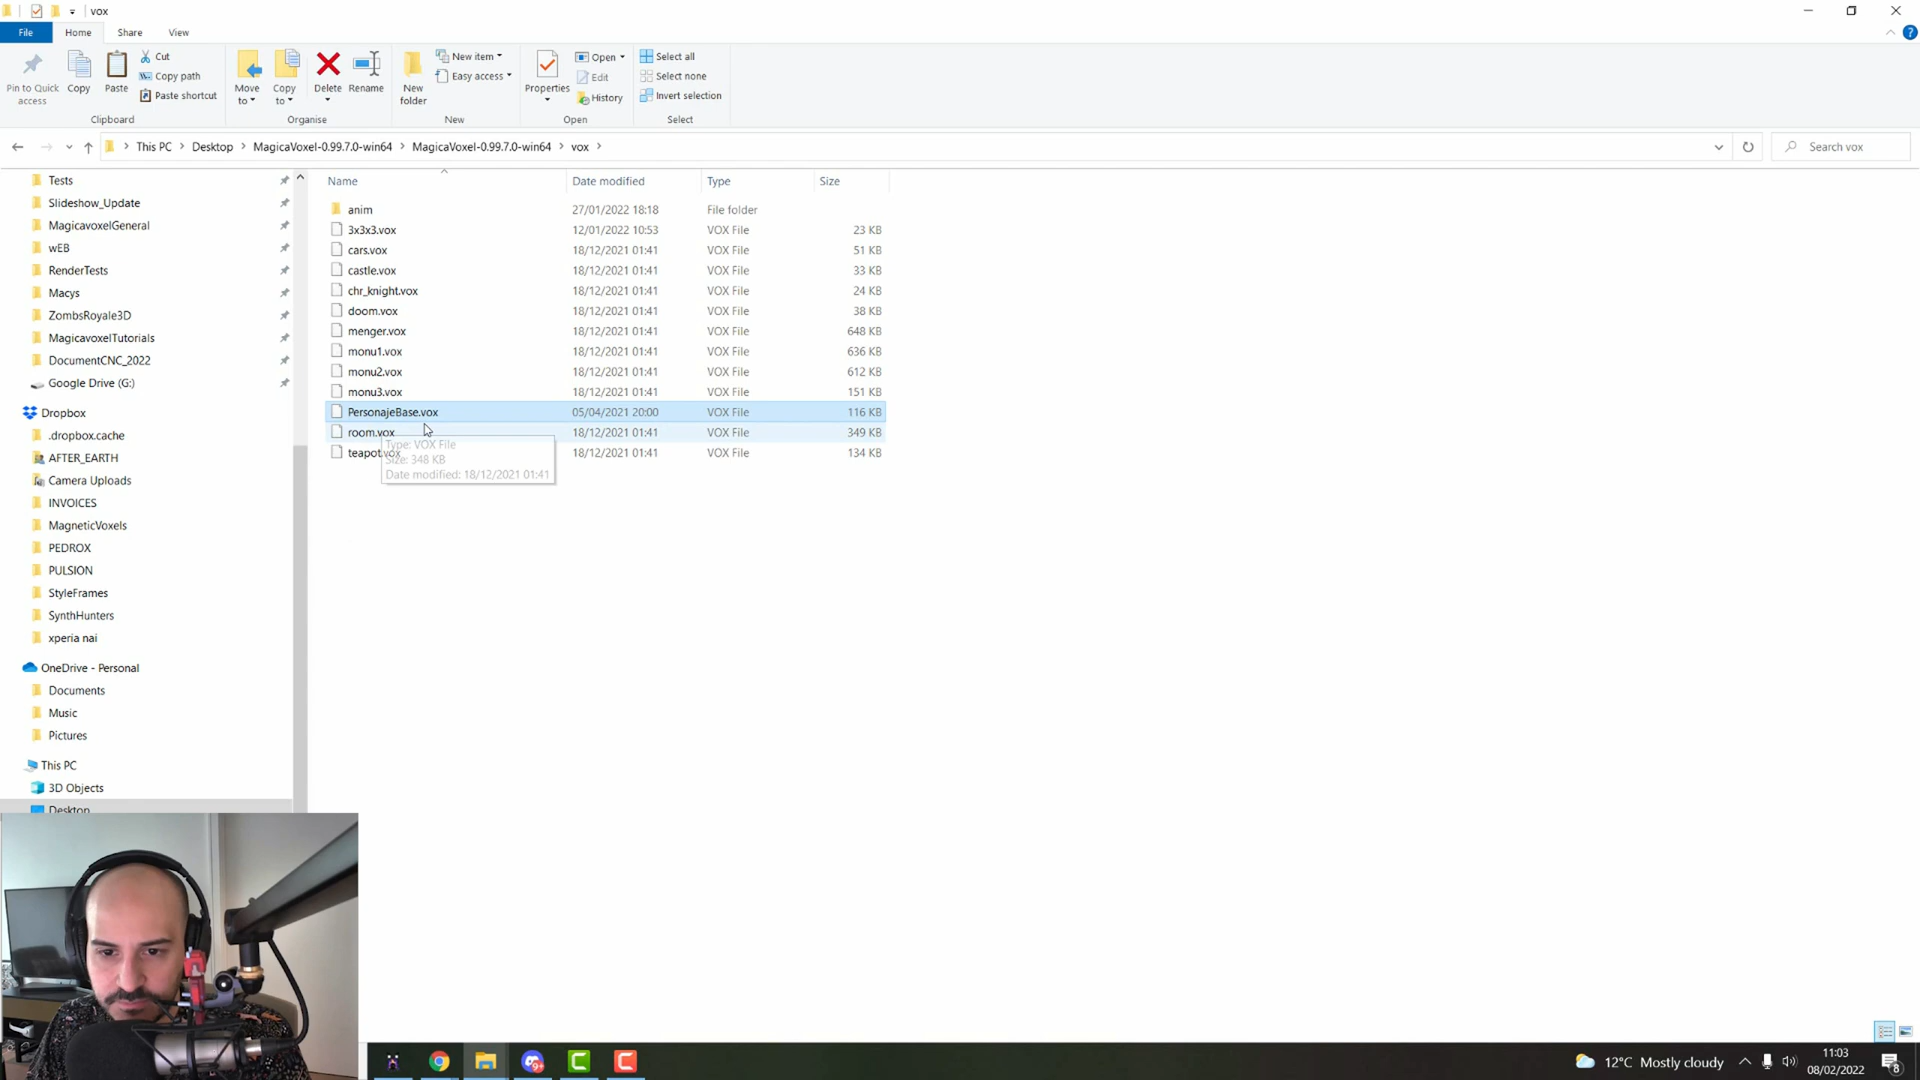 vox
File Home Share View
Pin to Quick access
Copy
Paste
Cut
Copy path
Paste shortcut
Clipboard
Move to
Copy to
Delete
Rename
Organise
New folder
New item
Easy access
New
Properties
Open
Edit
History
Open
Select all
Select none
Invert selection
Select
This PC > Desktop > MagicaVoxel-0.99.7.0-win64 > MagicaVoxel-0.99.7.0-win64 > vox >
Search vox
Tests
Slideshow_Update
MagicavoxelGeneral
wEB
RenderTests
Macys
ZombsRoyale3D
MagicavoxelTutorials
DocumentCNC_2022
Google Drive (G:)
Dropbox
.dropbox.cache
AFTER_EARTH
Camera Uploads
INVOICES
MagneticVoxels
PEDROX
PULSION
StyleFrames
SynthHunters
xperia nai
OneDrive - Personal
Documents
Music
Pictures
This PC
3D Objects
Desktop
Name Date modified Type Size
anim 27/01/2022 18:18 File folder
3x3x3.vox 12/01/2022 10:53 VOX File 23 KB
cars.vox 18/12/2021 01:41 VOX File 51 KB
castle.vox 18/12/2021 01:41 VOX File 33 KB
chr_knight.vox 18/12/2021 01:41 VOX File 24 KB
doom.vox 18/12/2021 01:41 VOX File 38 KB
menger.vox 18/12/2021 01:41 VOX File 648 KB
monu1.vox 18/12/2021 01:41 VOX File 636 KB
monu2.vox 18/12/2021 01:41 VOX File 612 KB
monu3.vox 18/12/2021 01:41 VOX File 151 KB
PersonajeBase.vox 05/04/2021 20:00 VOX File 116 KB
room.vox 18/12/2021 01:41 VOX File 349 KB
teapot.vox 18/12/2021 01:41 VOX File 134 KB
Type: VOX File
Size: 348 KB
Date modified: 18/12/2021 01:41
12°C Mostly cloudy
11:03
08/02/2022
8